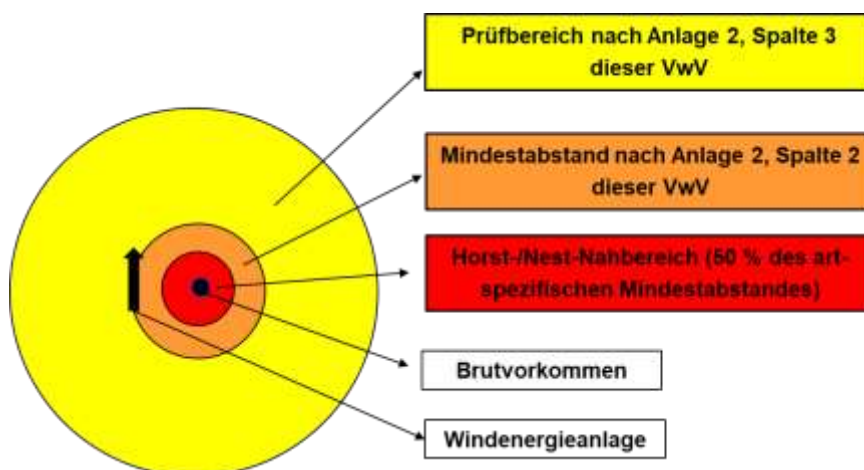 Prüfbereich nach Anlage 2, Spalte 3
dieser VwV
Mindestabstand nach Anlage 2, Spalte 2
dieser VwV
Horst-/Nest-Nahbereich (50 % des art-
spezifischen Mindestabstandes)
Brutvorkommen
Windenergieanlage